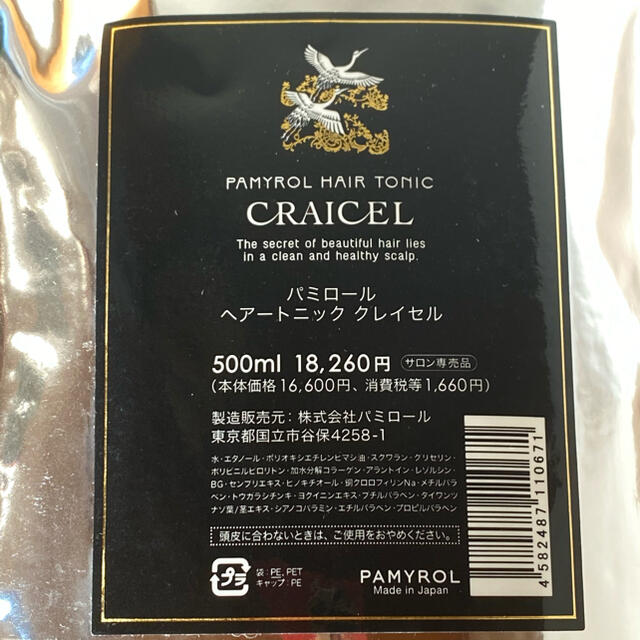 PAMYROL HAIR TONIC
CRAICEL
The secret of beautiful hair lies
in a clean and healthy scalp.
パミロール
ヘアートニック クレイセル
500ml 18,260円 サロン専売品
(本体価格16,600円、消費税等1,660円)
製造販売元：株式会社パミロール
東京都国立市谷保4258-1
水・エタノール・ポリオキシエチレンヒマシ油・スクワラン・グリセリン・
ポリビニルピロリドン・加水分解コラーゲン・アラントイン・レゾルシン・
BG・センブリエキス・ヒノキチオール・銅クロロフィリンNa・メチルパラ
ベン・トウガラシチンキ・ヨクイニンエキス・ブチルパラベン・タイワンツ
ナソ葉/茎エキス・シアノコバラミン・エチルパラベン・プロピルパラベン
頭皮に合わないときは、ご使用をおやめください。
プラ
袋：PE, PET
キャップ：PE
PAMYROL
Made in Japan
4 582487 110671